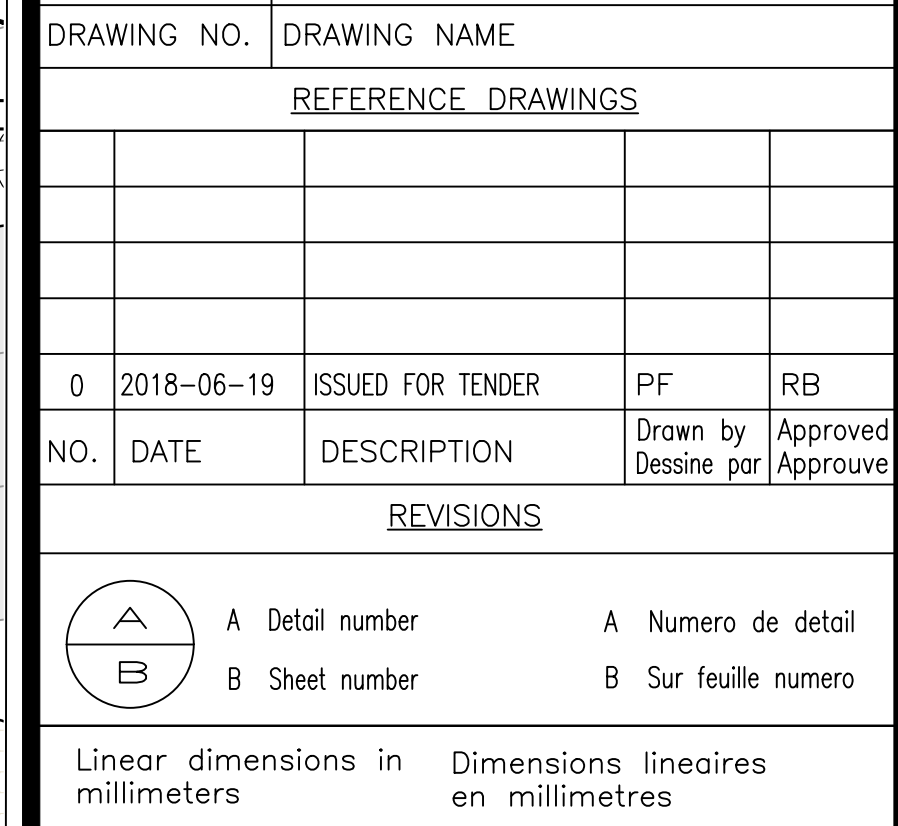 DRAWING NO. DRAWING NAME
REFERENCE DRAWINGS
0 2018-06-19 ISSUED FOR TENDER PF RB
NO. DATE DESCRIPTION Drawn by Dessine par Approved Approuve
REVISIONS
A A Detail number A Numero de detail
B B Sheet number B Sur feuille numero
Linear dimensions in Dimensions lineaires
millimeters en millimetres